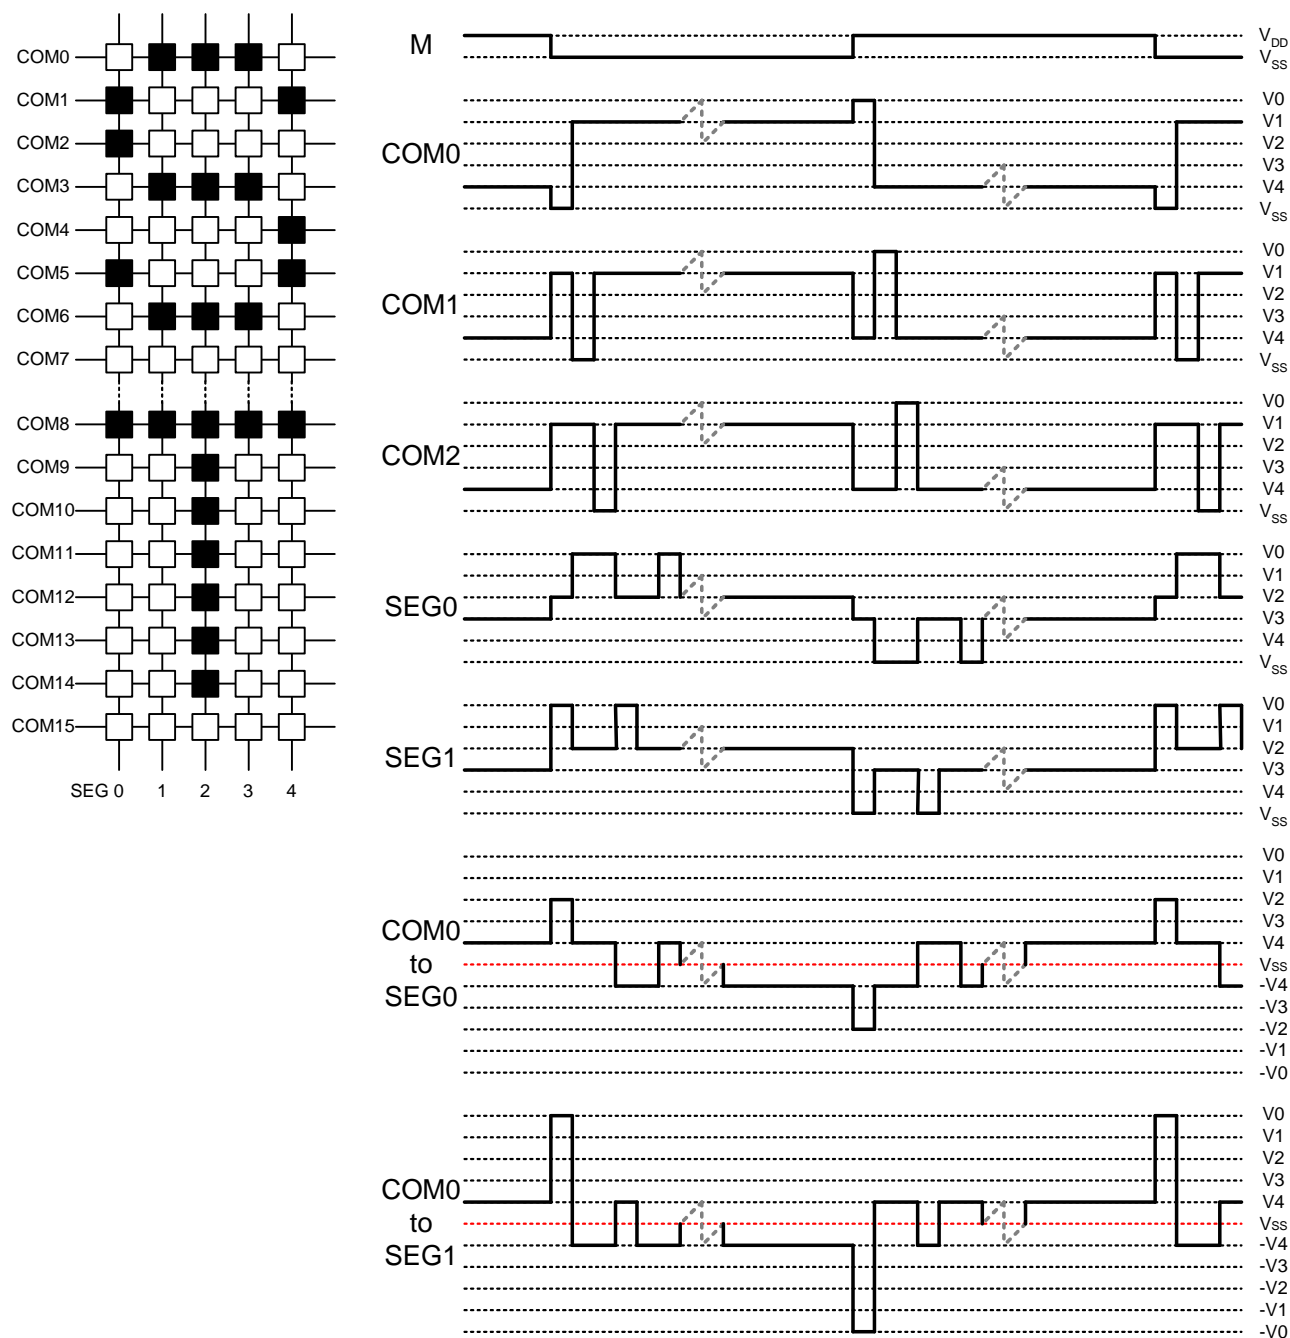 COM0
COM1
COM2
COM3
COM4
COM5
COM6
COM7
COM8
COM9
COM10
COM11
COM12
COM13
COM14
COM15
SEG 0 1 2 3 4
M
VDD
VSS
COM0
V0
V1
V2
V3
V4
VSS
COM1
V0
V1
V2
V3
V4
VSS
COM2
V0
V1
V2
V3
V4
VSS
SEG0
V0
V1
V2
V3
V4
VSS
SEG1
V0
V1
V2
V3
V4
VSS
COM0
to
SEG0
V0
V1
V2
V3
V4
VSS
-V4
-V3
-V2
-V1
-V0
COM0
to
SEG1
V0
V1
V2
V3
V4
VSS
-V4
-V3
-V2
-V1
-V0